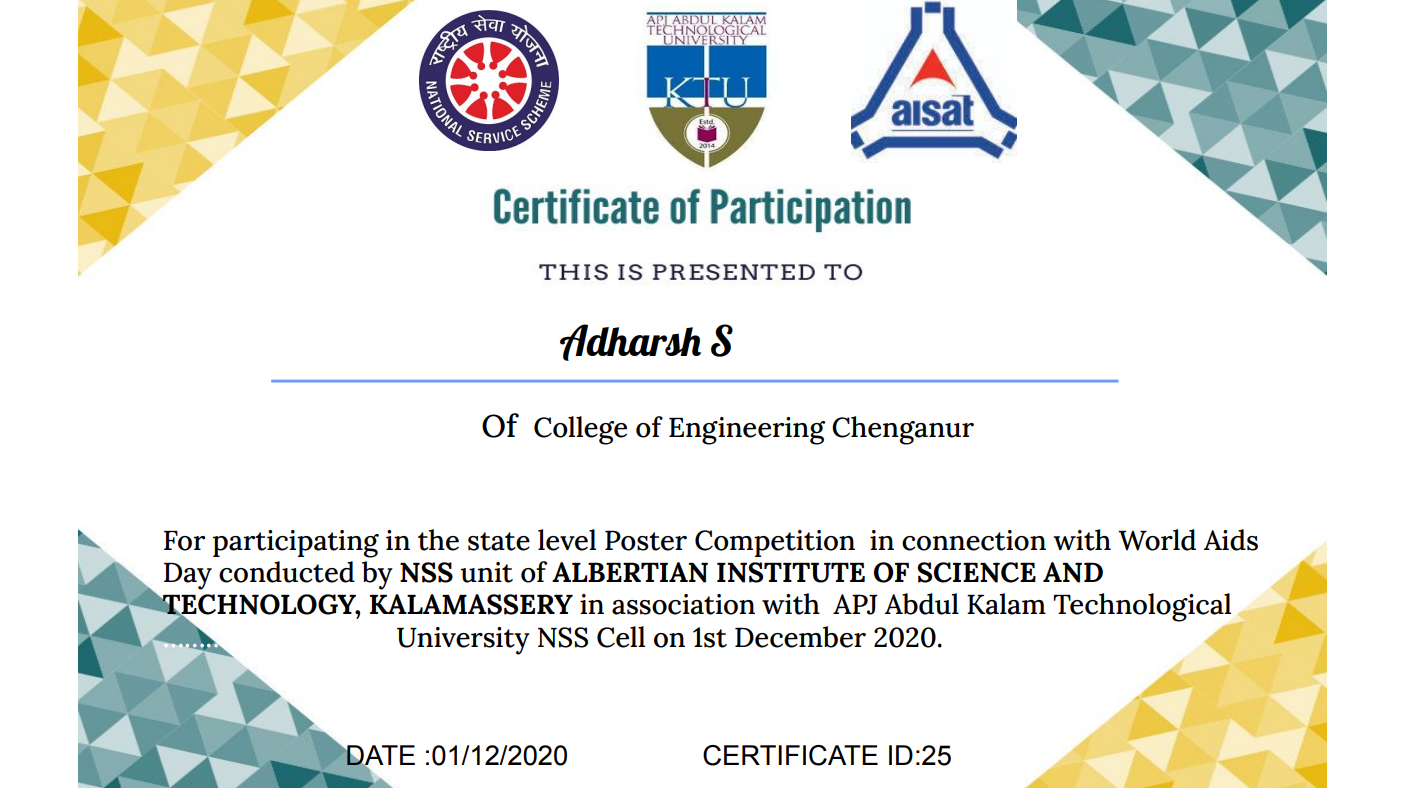 राष्ट्रीय सेवा योजना
NATIONAL SERVICE SCHEME
APJ ABDUL KALAM
TECHNOLOGICAL
UNIVERSITY
KTU
Estd.
2014
aisat
Certificate of Participation
THIS IS PRESENTED TO
Adharsh S
Of College of Engineering Chenganur
For participating in the state level Poster Competition in connection with World Aids
Day conducted by NSS unit of ALBERTIAN INSTITUTE OF SCIENCE AND
TECHNOLOGY, KALAMASSERY in association with APJ Abdul Kalam Technological
University NSS Cell on 1st December 2020.
........
DATE :01/12/2020 CERTIFICATE ID:25